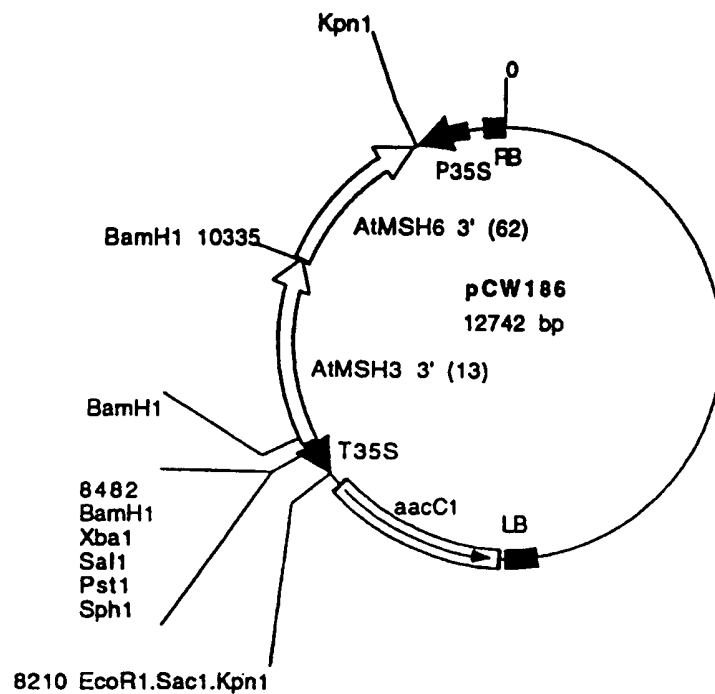 Kpn1
0
P35S
RB
AtMSH6 3' (62)
BamH1 10335
pCW186
12742 bp
AtMSH3 3' (13)
BamH1
T35S
8482
BamH1
Xba1
Sal1
Pst1
Sph1
aacC1
LB
8210 EcoR1.Sac1.Kpn1